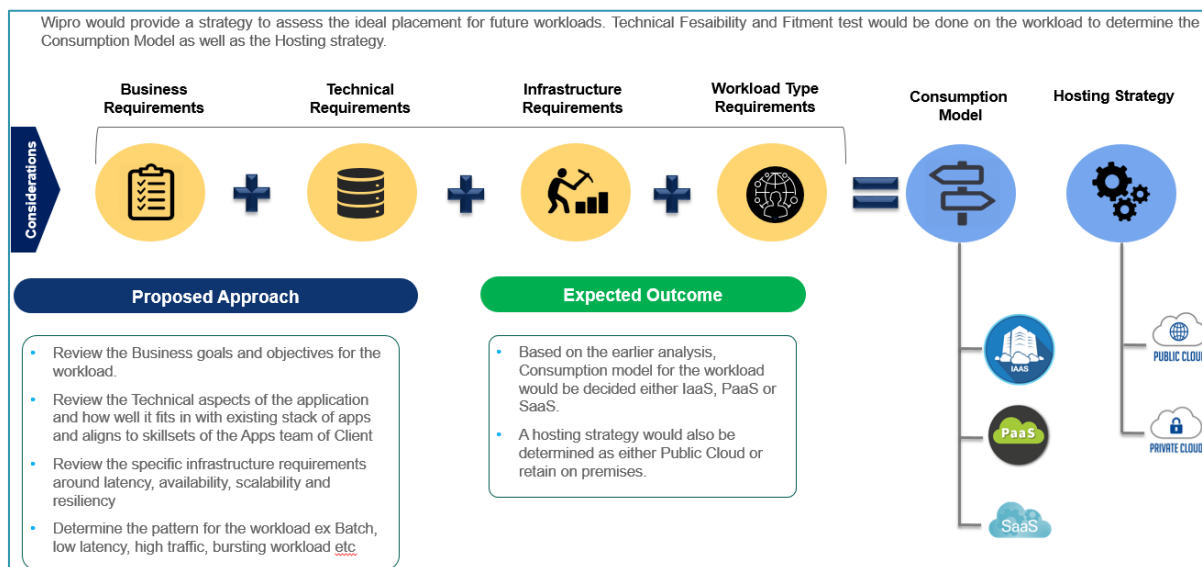 Wipro would provide a strategy to assess the ideal placement for future workloads. Technical Fesaibility and Fitment test would be done on the workload to determine the
Consumption Model as well as the Hosting strategy.
Business
Requirements
Technical
Requirements
Infrastructure
Requirements
Workload Type
Requirements
Consumption
Model
Hosting Strategy
Considerations
Proposed Approach
Expected Outcome
• Review the Business goals and objectives for the
workload.
• Review the Technical aspects of the application
and how well it fits in with existing stack of apps
and aligns to skillsets of the Apps team of Client
• Review the specific infrastructure requirements
around latency, availability, scalability and
resiliency
• Determine the pattern for the workload ex Batch,
low latency, high traffic, bursting workload etc
• Based on the earlier analysis,
Consumption model for the workload
would be decided either IaaS, PaaS or
SaaS.
• A hosting strategy would also be
determined as either Public Cloud or
retain on premises.
IAAS
PaaS
SaaS
PUBLIC CLOUD
PRIVATE CLOUD